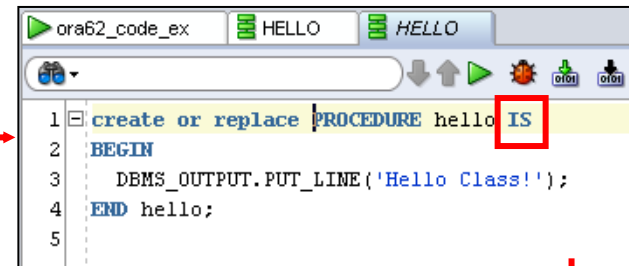 ora62_code_ex HELLO HELLO
1 create or replace PROCEDURE hello IS
2 BEGIN
3 DBMS_OUTPUT.PUT_LINE('Hello Class!');
4 END hello;
5